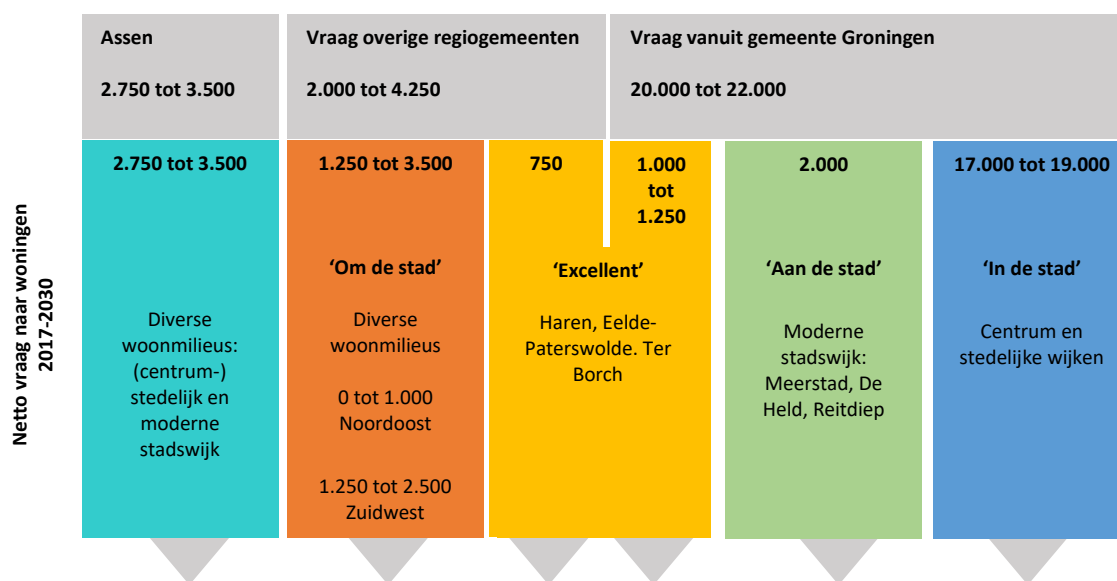 Netto vraag naar woningen
2017-2030
Assen
2.750 tot 3.500
Vraag overige regiogemeenten
2.000 tot 4.250
Vraag vanuit gemeente Groningen
20.000 tot 22.000
2.750 tot 3.500
Diverse
woonmilieus:
(centrum-)
stedelijk en
moderne
stadswijk
1.250 tot 3.500
‘Om de stad’
Diverse
woonmilieus
0 tot 1.000
Noordoost
1.250 tot 2.500
Zuidwest
750
1.000
tot
1.250
‘Excellent’
Haren, Eelde-
Paterswolde. Ter
Borch
2.000
‘Aan de stad’
Moderne
stadswijk:
Meerstad, De
Held, Reitdiep
17.000 tot 19.000
‘In de stad’
Centrum en
stedelijke wijken